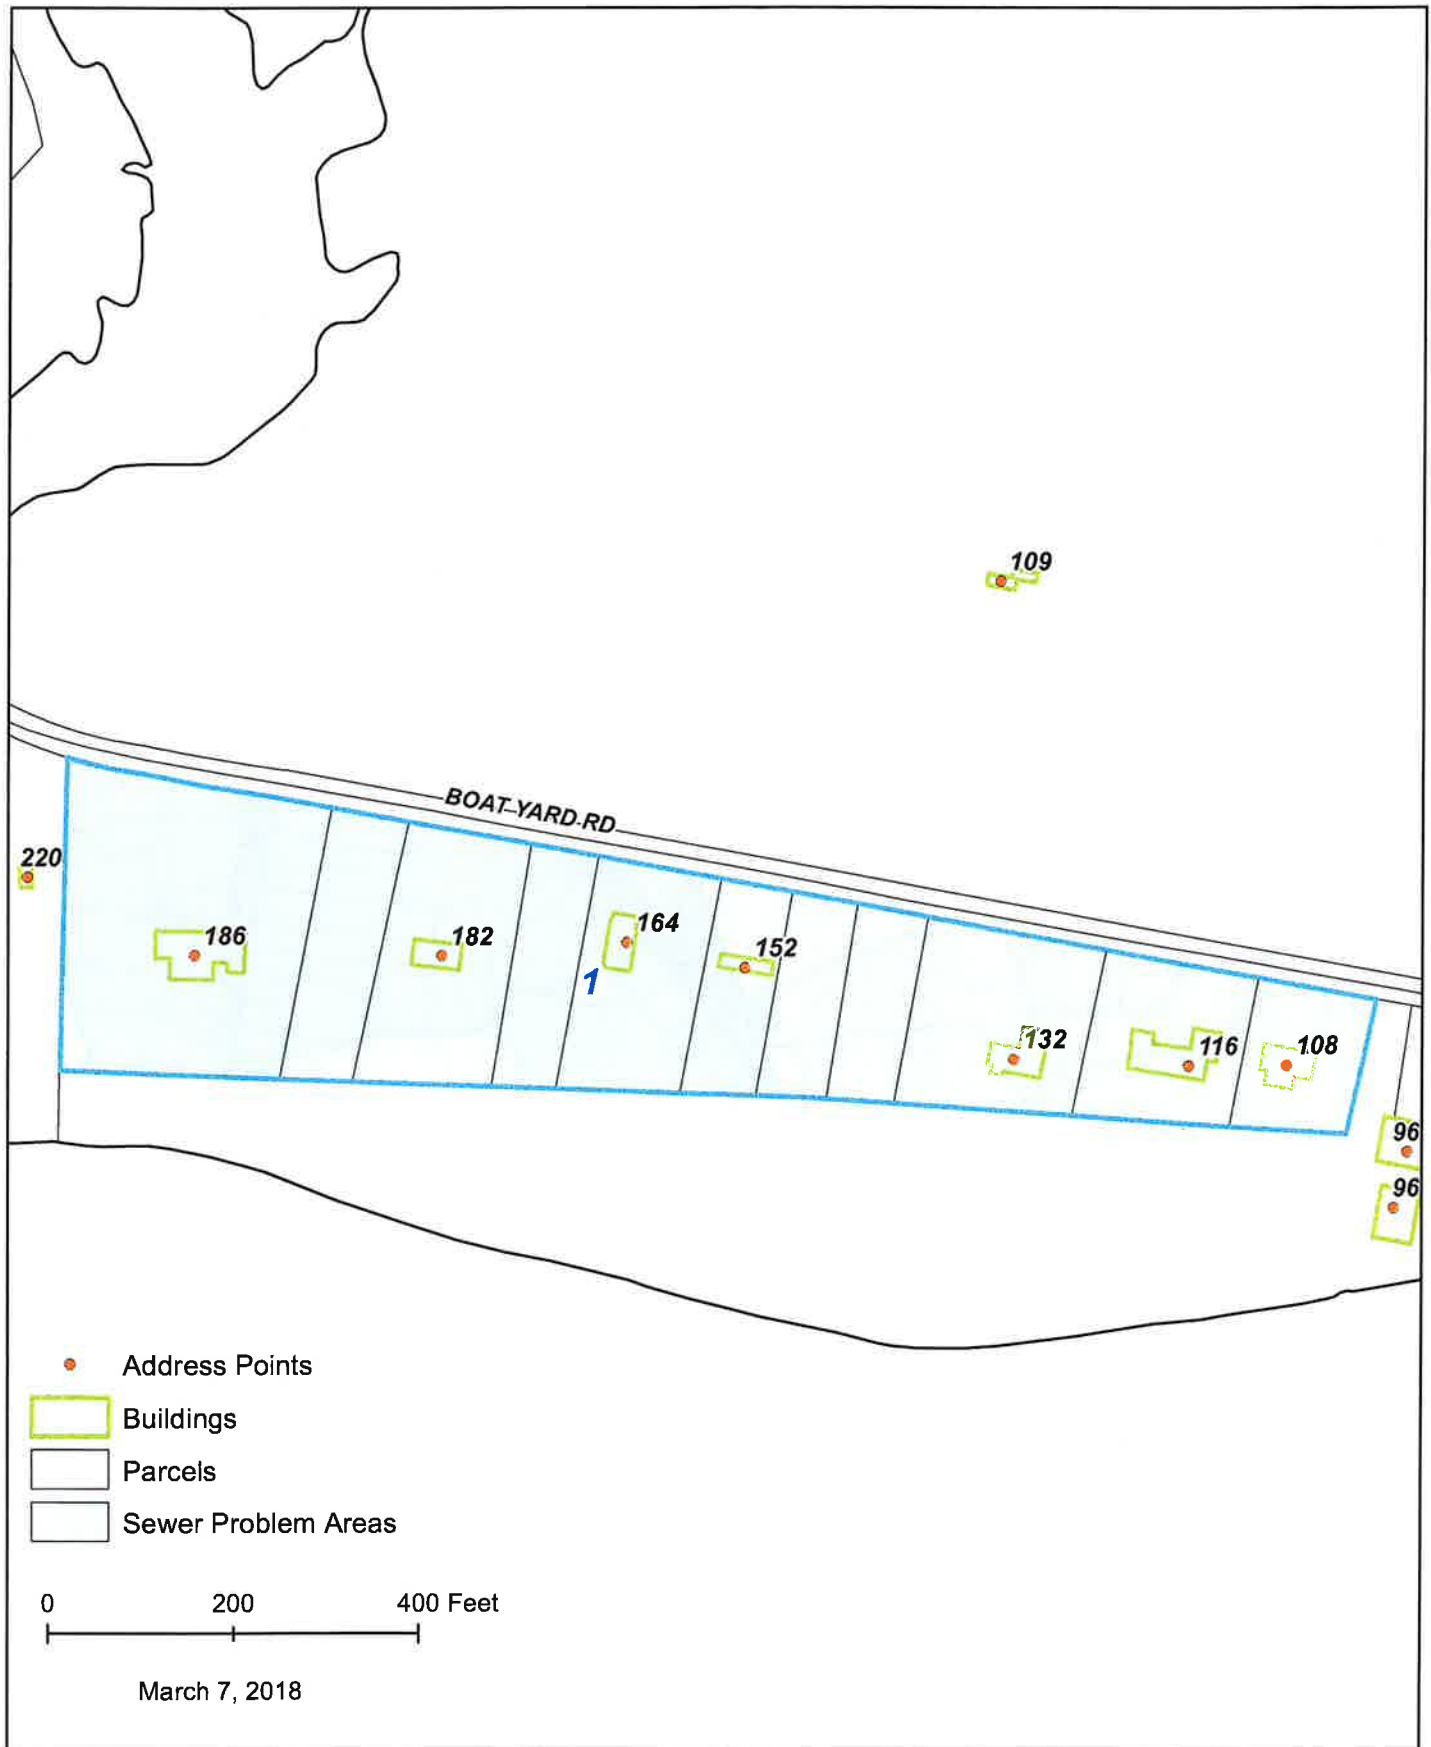 109
BOAT YARD RD
220
186
182
164
152
1
132
116
108
96
96
Address Points
Buildings
Parcels
Sewer Problem Areas
0 200 400 Feet
March 7, 2018